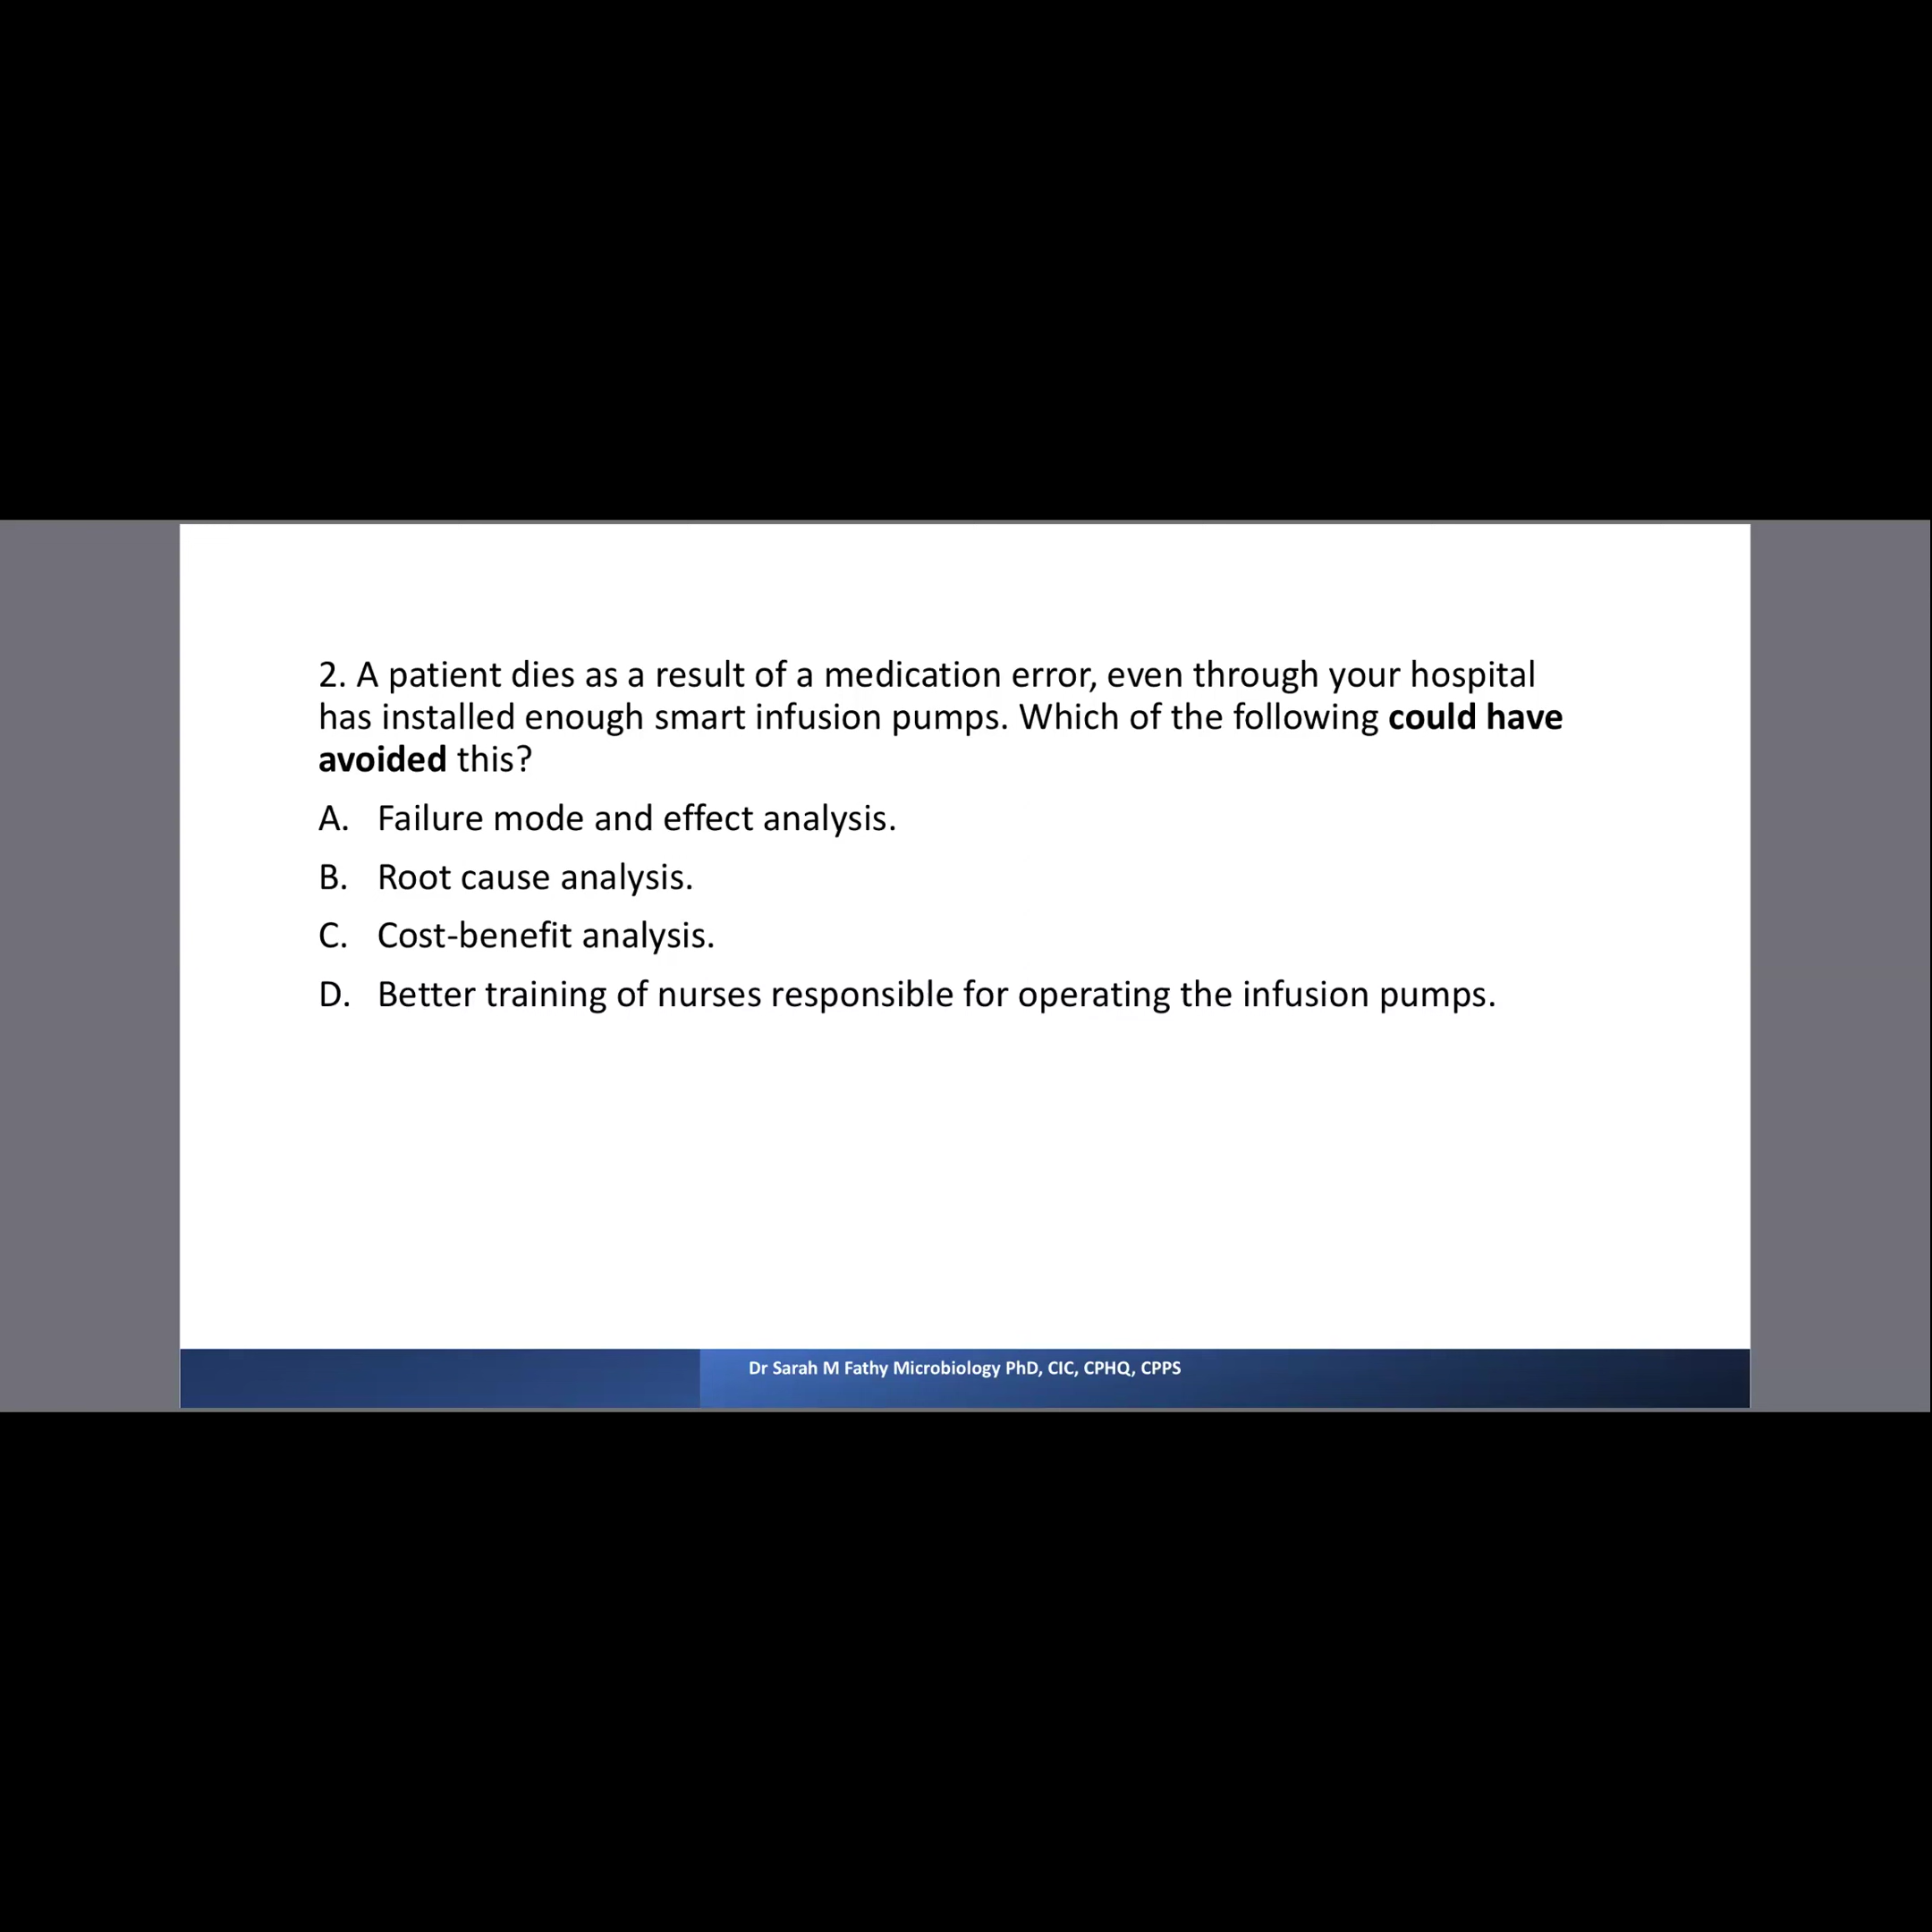 2. A patient dies as a result of a medication error, even through your hospital
has installed enough smart infusion pumps. Which of the following could have
avoided this?
A. Failure mode and effect analysis.
B. Root cause analysis.
C. Cost-benefit analysis.
D. Better training of nurses responsible for operating the infusion pumps.
Dr Sarah M Fathy Microbiology PhD, CIC, CPHQ, CPPS